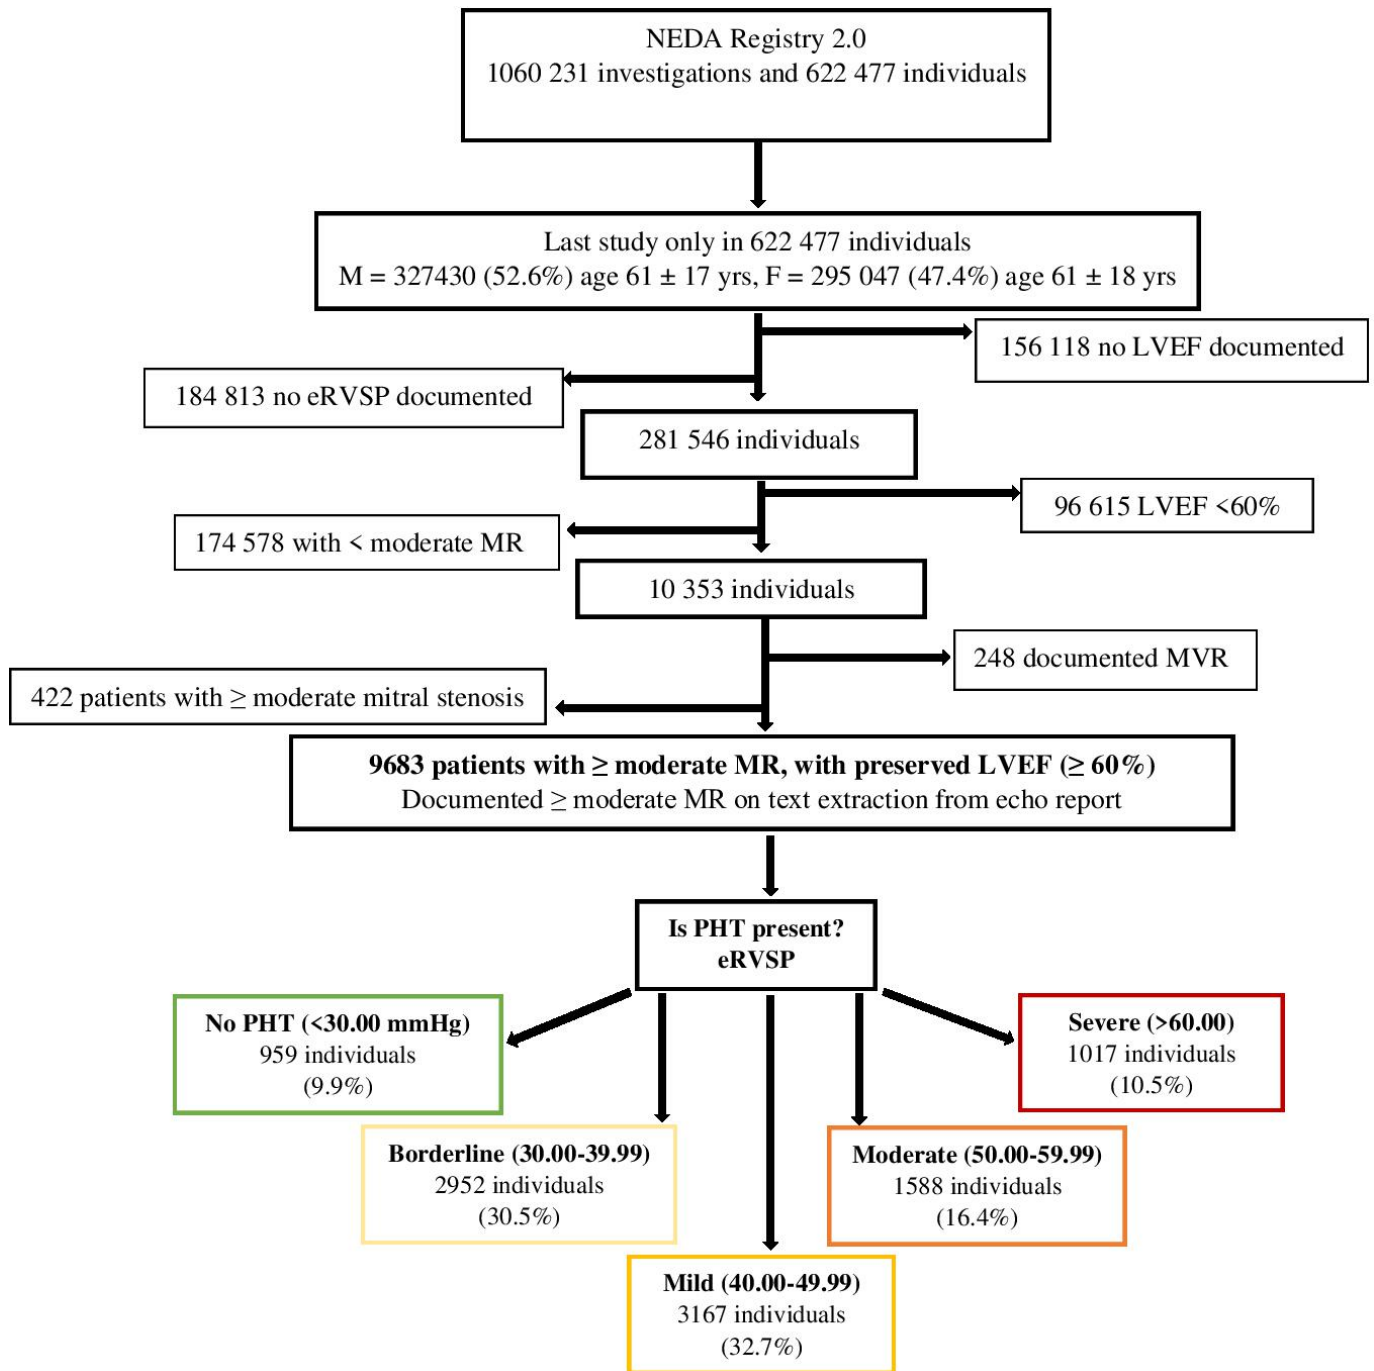 NEDA Registry 2.0
1060 231 investigations and 622 477 individuals
Last study only in 622 477 individuals
M = 327430 (52.6%) age 61 ± 17 yrs, F = 295 047 (47.4%) age 61 ± 18 yrs
156 118 no LVEF documented
184 813 no eRVSP documented
281 546 individuals
96 615 LVEF <60%
174 578 with < moderate MR
10 353 individuals
248 documented MVR
422 patients with ≥ moderate mitral stenosis
9683 patients with ≥ moderate MR, with preserved LVEF (≥ 60%)
Documented ≥ moderate MR on text extraction from echo report
Is PHT present?
eRVSP
No PHT (<30.00 mmHg)
959 individuals
(9.9%)
Severe (>60.00)
1017 individuals
(10.5%)
Borderline (30.00-39.99)
2952 individuals
(30.5%)
Moderate (50.00-59.99)
1588 individuals
(16.4%)
Mild (40.00-49.99)
3167 individuals
(32.7%)